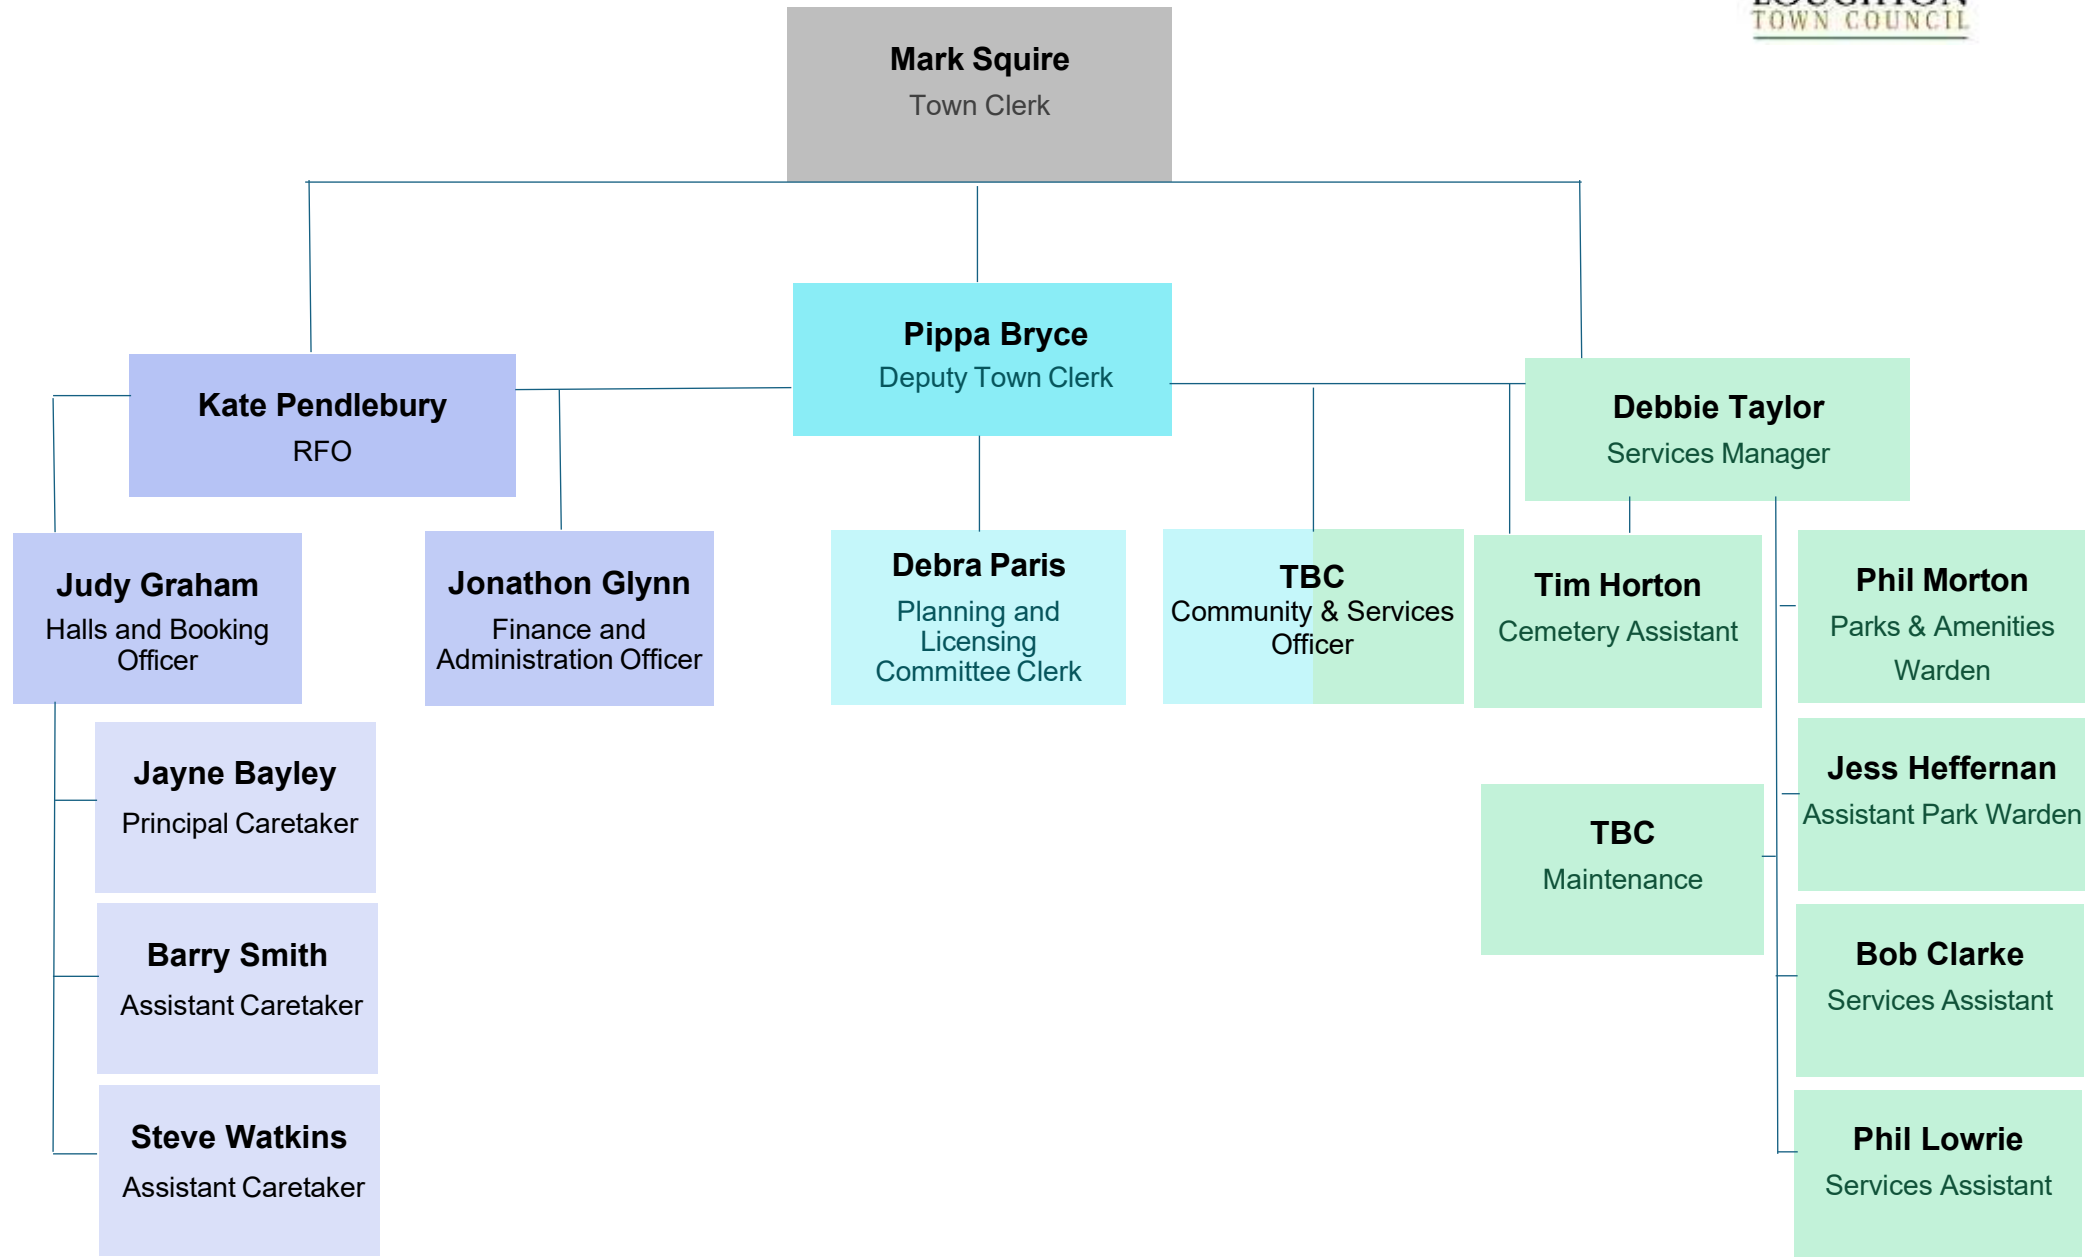 LOUGHTON
TOWN COUNCIL
Mark Squire
Town Clerk
Pippa Bryce
Deputy Town Clerk
Kate Pendlebury
RFO
Debbie Taylor
Services Manager
Judy Graham
Halls and Booking
Officer
Jonathon Glynn
Finance and
Administration Officer
Debra Paris
Planning and
Licensing
Committee Clerk
TBC
Community & Services
Officer
Tim Horton
Cemetery Assistant
Phil Morton
Parks & Amenities
Warden
Jayne Bayley
Principal Caretaker
Jess Heffernan
Assistant Park Warden
TBC
Maintenance
Barry Smith
Assistant Caretaker
Bob Clarke
Services Assistant
Steve Watkins
Assistant Caretaker
Phil Lowrie
Services Assistant